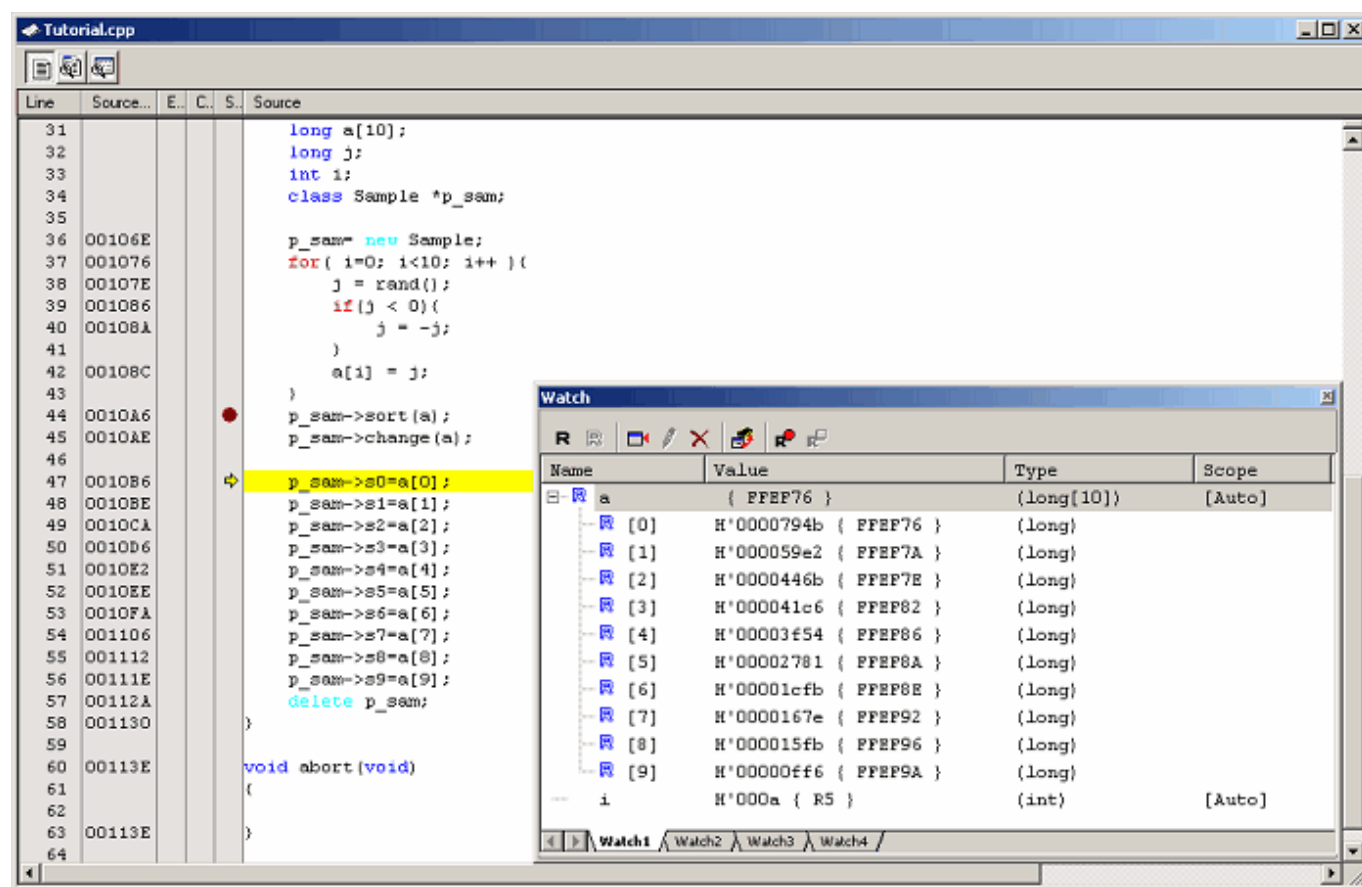 Tutorial.cpp
Line Source... E.. C.. S.. Source
31 long a[10];
32 long j;
33 int i;
34 class Sample *p_sam;
35
36 00106E p_sam= new Sample;
37 001076 for( i=0; i<10; i++ ){
38 00107E j = rand();
39 001086 if(j < 0){
40 00108A j = -j;
41 }
42 00108C a[i] = j;
43 }
44 0010A6 p_sam->sort(a);
45 0010AE p_sam->change(a);
46
47 0010B6 p_sam->s0=a[0];
48 0010BE p_sam->s1=a[1];
49 0010CA p_sam->s2=a[2];
50 0010D6 p_sam->s3=a[3];
51 0010E2 p_sam->s4=a[4];
52 0010EE p_sam->s5=a[5];
53 0010FA p_sam->s6=a[6];
54 001106 p_sam->s7=a[7];
55 001112 p_sam->s8=a[8];
56 00111E p_sam->s9=a[9];
57 00112A delete p_sam;
58 001130 }
59
60 00113E void abort(void)
61 {
62
63 00113E }
64
Watch
R R R R
Name Value Type Scope
R a { FFEF76 } (long[10]) [Auto]
R [0] H'0000794b { FFEF76 } (long)
R [1] H'000059e2 { FFEF7A } (long)
R [2] H'0000446b { FFEF7E } (long)
R [3] H'000041c6 { FFEF82 } (long)
R [4] H'00003f54 { FFEF86 } (long)
R [5] H'00002781 { FFEF8A } (long)
R [6] H'00001cfb { FFEF8E } (long)
R [7] H'0000167e { FFEF92 } (long)
R [8] H'000015fb { FFEF96 } (long)
R [9] H'00000ff6 { FFEF9A } (long)
i H'000a { R5 } (int) [Auto]
Watch1 Watch2 Watch3 Watch4